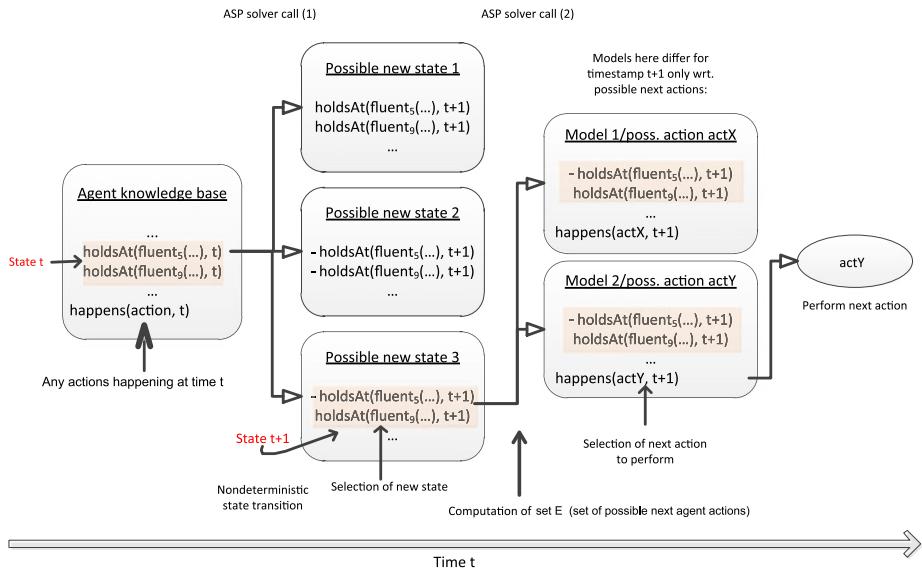 ASP solver call (1)
ASP solver call (2)
Possible new state 1
holdsAt(fluent₅(...), t+1)
holdsAt(fluent₉(...), t+1)
...
Models here differ for
timestamp t+1 only wrt.
possible next actions:
Agent knowledge base
...
holdsAt(fluent₅(...), t)
holdsAt(fluent₉(...), t)
...
happens(action, t)
State t
Any actions happening at time t
Possible new state 2
-holdsAt(fluent₅(...), t+1)
-holdsAt(fluent₉(...), t+1)
...
Possible new state 3
-holdsAt(fluent₅(...), t+1)
holdsAt(fluent₉(...), t+1)
...
State t+1
Nondeterministic
state transition
Selection of new state
Model 1/poss. action actX
-holdsAt(fluent₅(...), t+1)
holdsAt(fluent₉(...), t+1)
...
happens(actX, t+1)
Model 2/poss. action actY
-holdsAt(fluent₅(...), t+1)
holdsAt(fluent₉(...), t+1)
...
happens(actY, t+1)
Selection of next action
to perform
Computation of set E (set of possible next agent actions)
actY
Perform next action
Time t